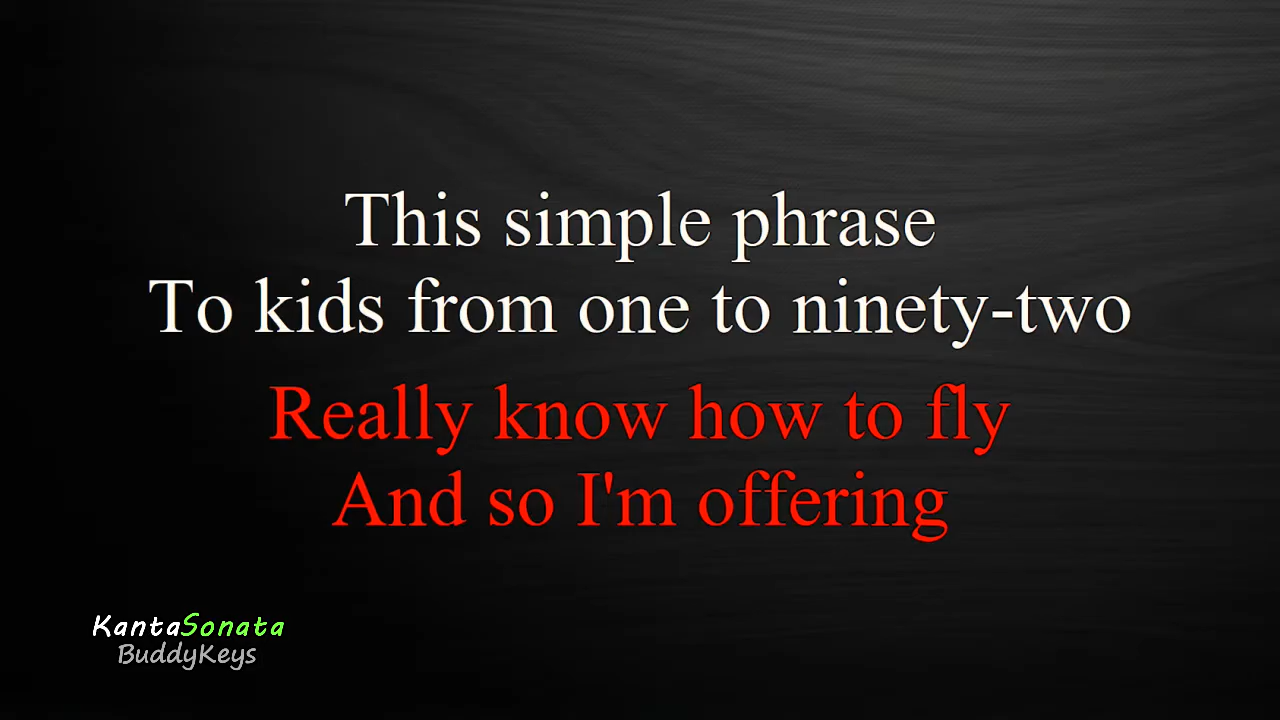 This simple phrase
To kids from one to ninety-two
Really know how to fly
And so I'm offering
KantaSonata
BuddyKeys